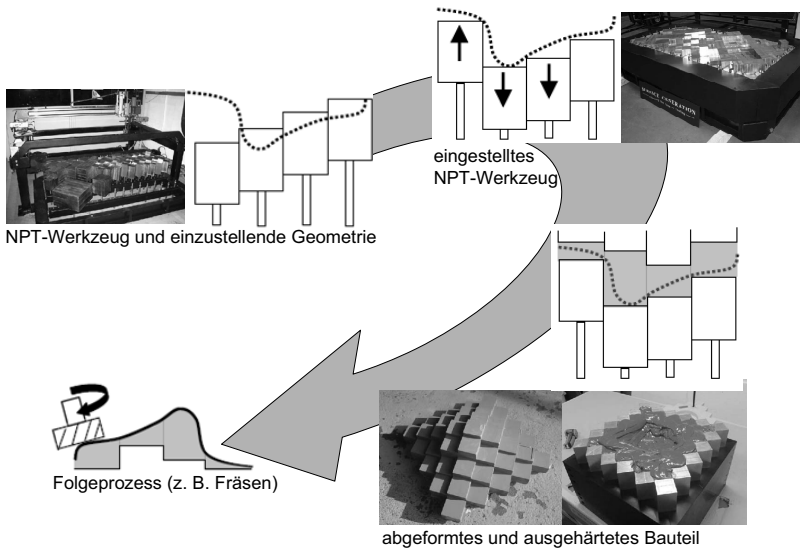 NPT-Werkzeug und einzustellende Geometrie
eingestelltes
NPT-Werkzeug
abgeformtes und ausgehärtetes Bauteil
Folgeprozess (z. B. Fräsen)